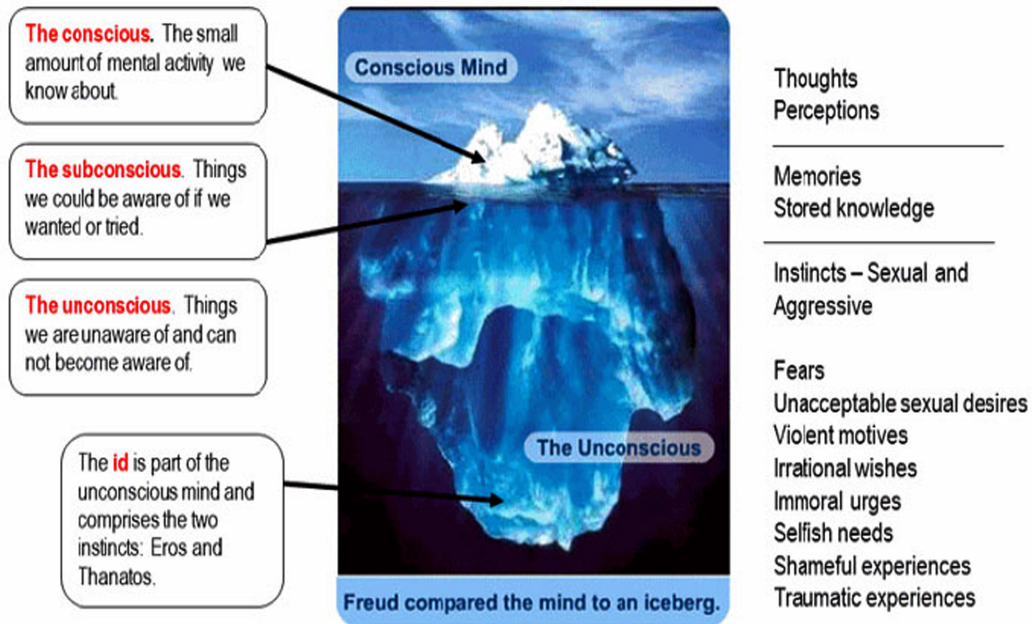 The conscious. The small
amount of mental activity we
know about.
The subconscious. Things
we could be aware of if we
wanted or tried.
The unconscious. Things
we are unaware of and can
not become aware of.
The id is part of the
unconscious mind and
comprises the two
instincts: Eros and
Thanatos.
Conscious Mind
The Unconscious
Freud compared the mind to an iceberg.
Thoughts
Perceptions
Memories
Stored knowledge
Instincts – Sexual and
Aggressive
Fears
Unacceptable sexual desires
Violent motives
Irrational wishes
Immoral urges
Selfish needs
Shameful experiences
Traumatic experiences